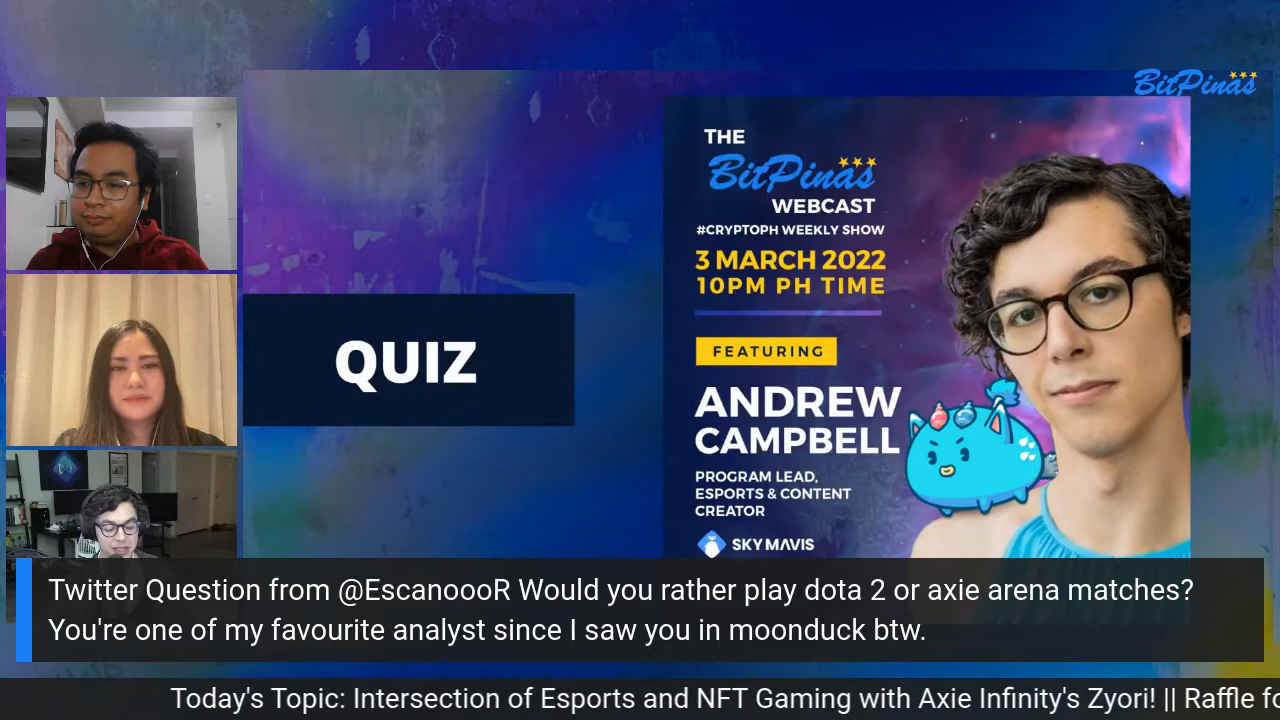 BitPinas
THE
BitPinas
WEBCAST
#CRYPTOPH WEEKLY SHOW
3 MARCH 2022
10PM PH TIME
FEATURING
ANDREW
CAMPBELL
PROGRAM LEAD,
ESPORTS & CONTENT
CREATOR
SKY MAVIS
QUIZ
Twitter Question from @EscanoooR Would you rather play dota 2 or axie arena matches?
You're one of my favourite analyst since I saw you in moonduck btw.
Today's Topic: Intersection of Esports and NFT Gaming with Axie Infinity's Zyori! || Raffle